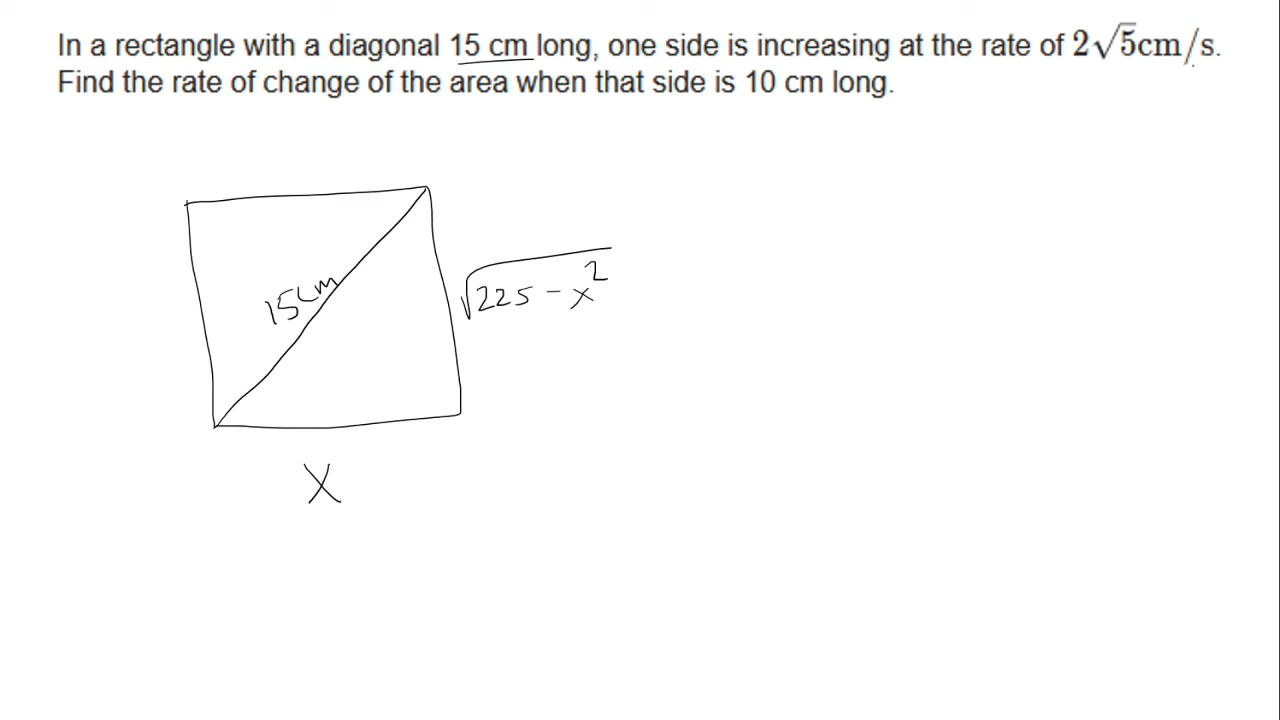 In a rectangle with a diagonal 15 cm long, one side is increasing at the rate of 2√5cm/s.
Find the rate of change of the area when that side is 10 cm long.
15cm
√225 - x²
X